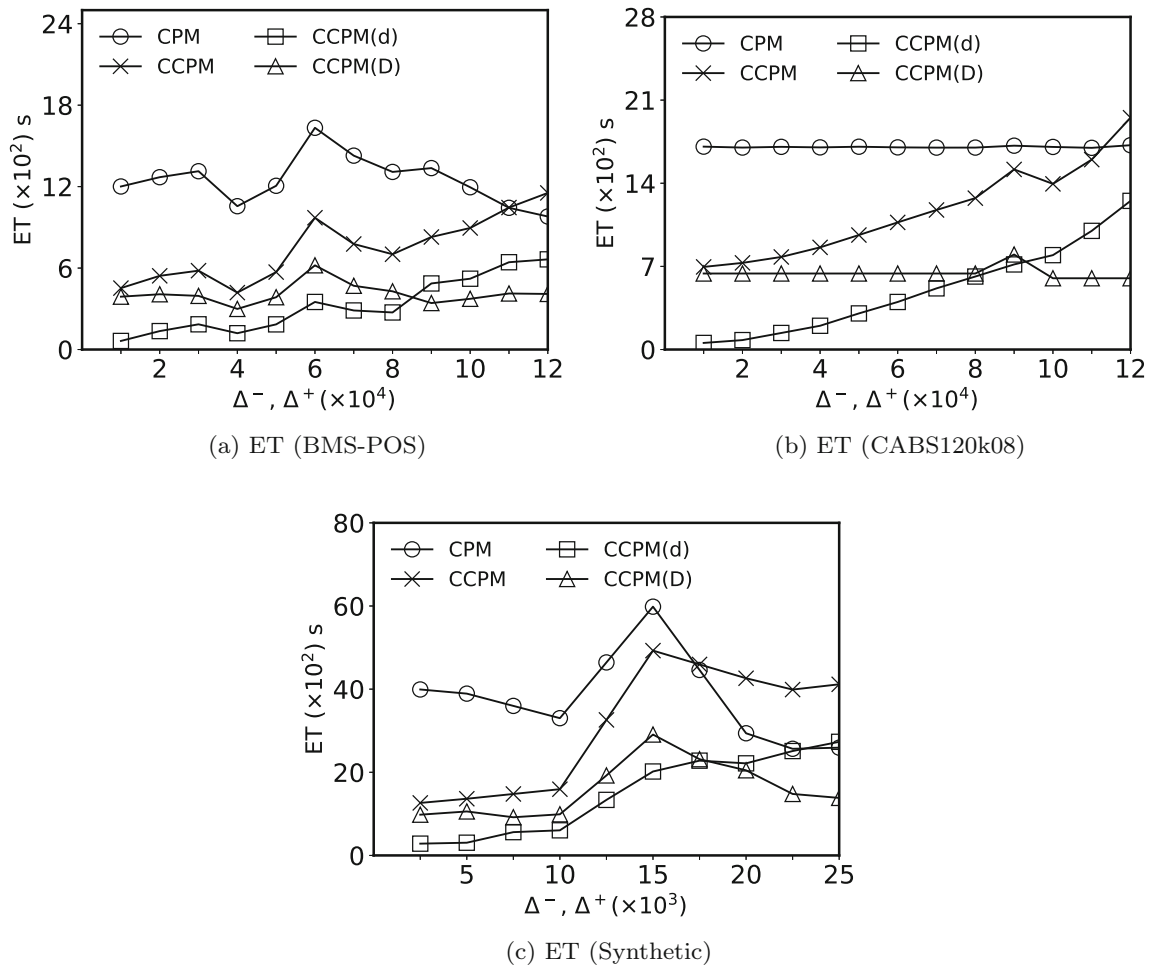 24
18
12
6
0
ET (×10²) s
CPM
CCPM
CCPM(d)
CCPM(D)
2 4 6 8 10 12
Δ⁻, Δ⁺(×10⁴)
(a) ET (BMS-POS)
28
21
14
7
0
ET (×10²) s
CPM
CCPM
CCPM(d)
CCPM(D)
2 4 6 8 10 12
Δ⁻, Δ⁺(×10⁴)
(b) ET (CABS120k08)
80
60
40
20
0
ET (×10²) s
CPM
CCPM
CCPM(d)
CCPM(D)
5 10 15 20 25
Δ⁻, Δ⁺(×10³)
(c) ET (Synthetic)